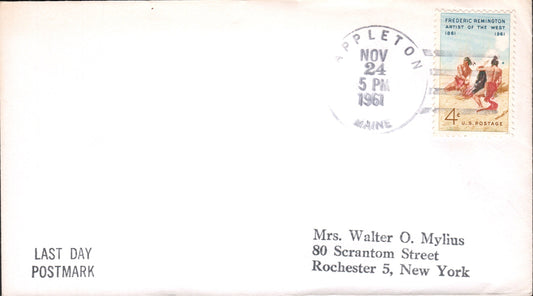 APPLETON
NOV
24
5 PM
1961
MAINE
FREDERIC REMINGTON
ARTIST OF THE WEST
1861 1961
4¢
U.S. POSTAGE
LAST DAY
POSTMARK
Mrs. Walter O. Mylius
80 Scrantom Street
Rochester 5, New York